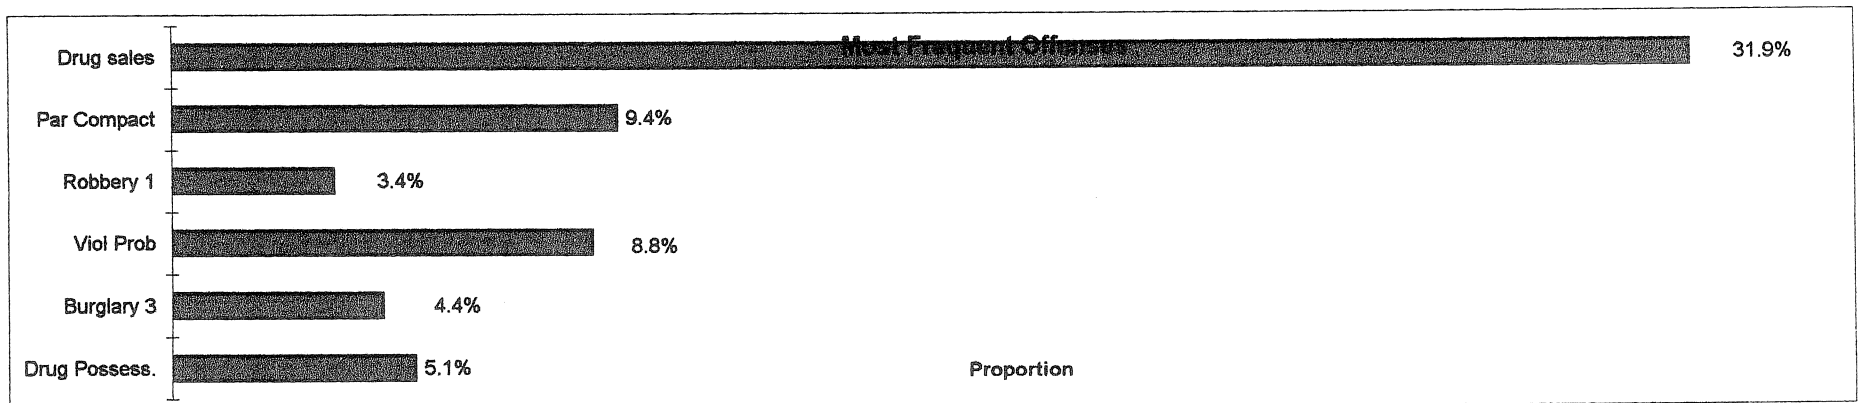 Most Frequent Offenses
Drug sales 31.9%
Par Compact 9.4%
Robbery 1 3.4%
Viol Prob 8.8%
Burglary 3 4.4%
Drug Possess. 5.1%
Proportion